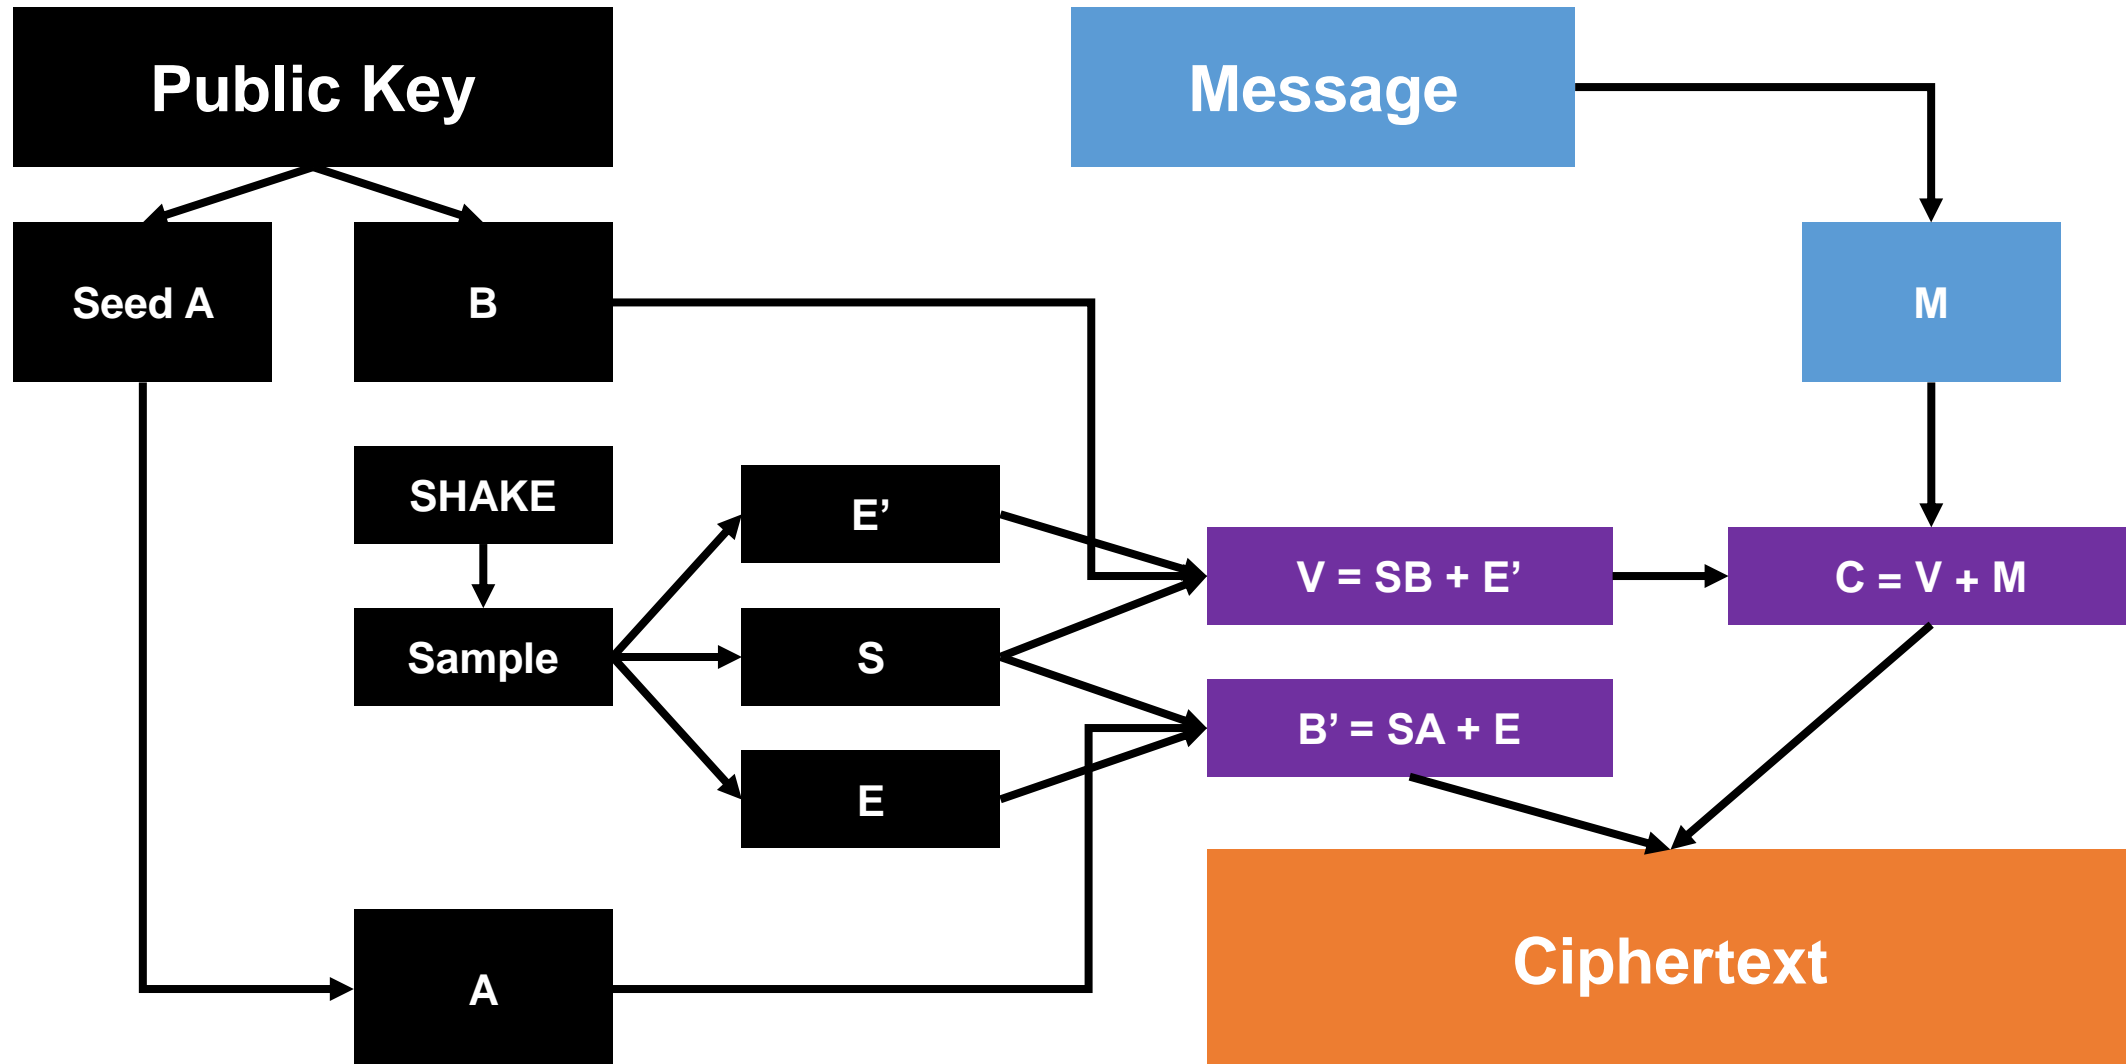 Public Key
Message
Seed A
B
M
SHAKE
E’
V = SB + E’
C = V + M
Sample
S
B’ = SA + E
E
A
Ciphertext